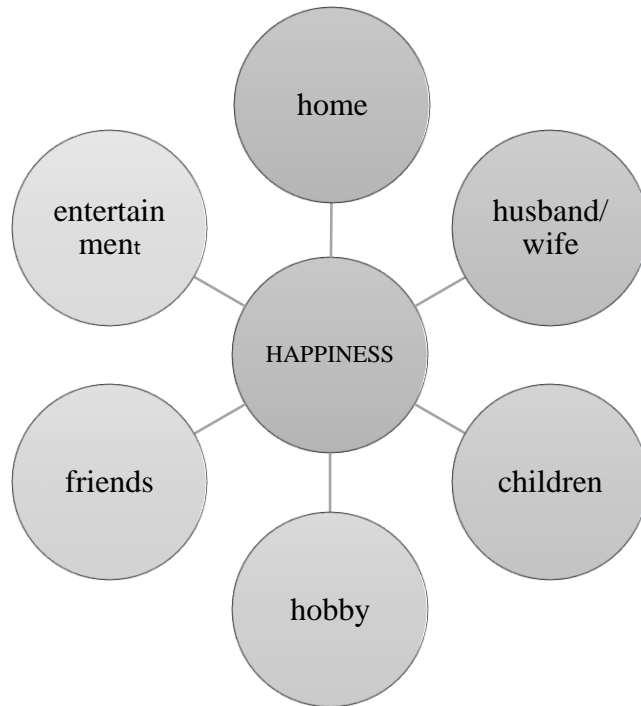 home
entertain
ment
husband/
wife
HAPPINESS
friends
children
hobby